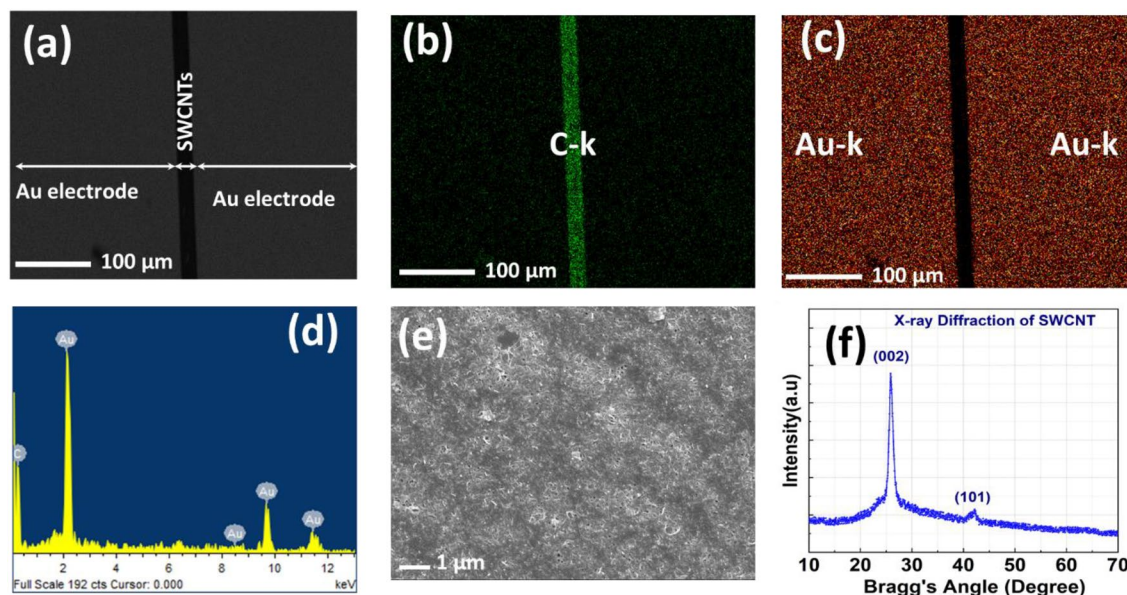 (a)
SWCNTs
Au electrode
Au electrode
100 µm
(b)
C-k
100 µm
(c)
Au-k
Au-k
100 µm
(d)
Au
C
Au
Au
Au
2 4 6 8 10 12
Full Scale 192 cts Cursor: 0.000
keV
(e)
1 µm
(f)
X-ray Diffraction of SWCNT
(002)
(101)
Intensity(a.u)
10 20 30 40 50 60 70
Bragg's Angle (Degree)